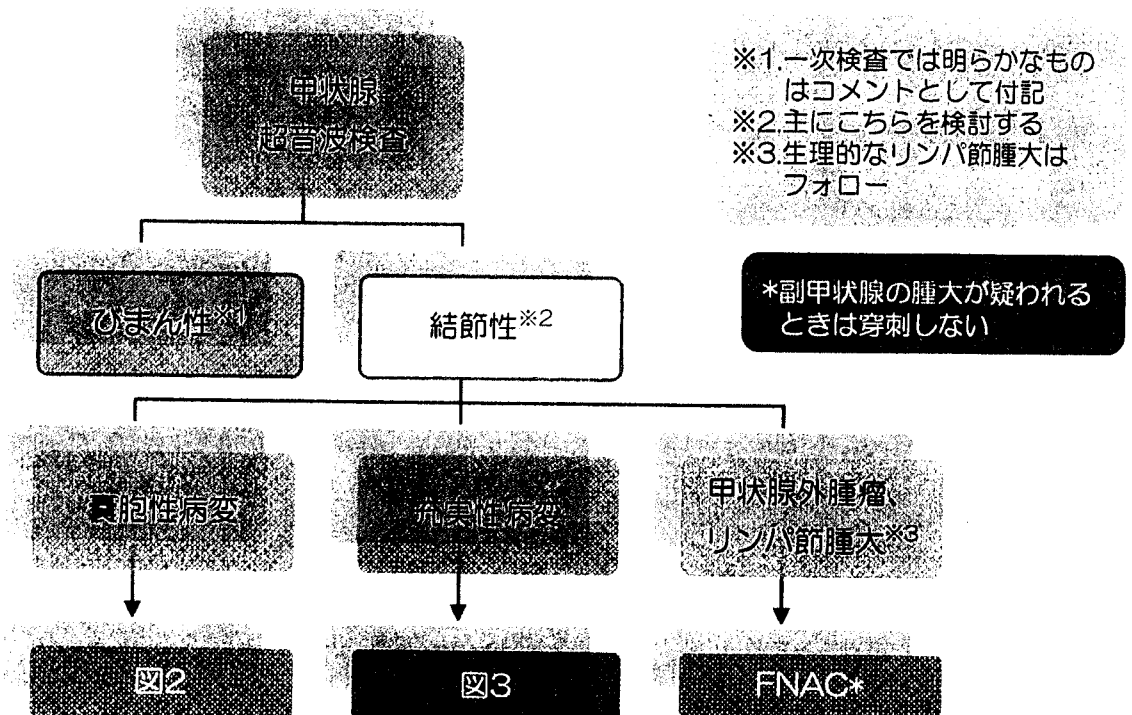 甲状腺
超音波検査
※1.一次検査では明らかなもの
はコメントとして付記
※2.主にこちらを検討する
※3.生理的なリンパ節腫大は
フォロー
びまん性※1
結節性※2
*副甲状腺の腫大が疑われる
ときは穿刺しない
嚢胞性病変
充実性病変
甲状腺外腫瘤、
リンパ節腫大※3
図2
図3
FNAC*